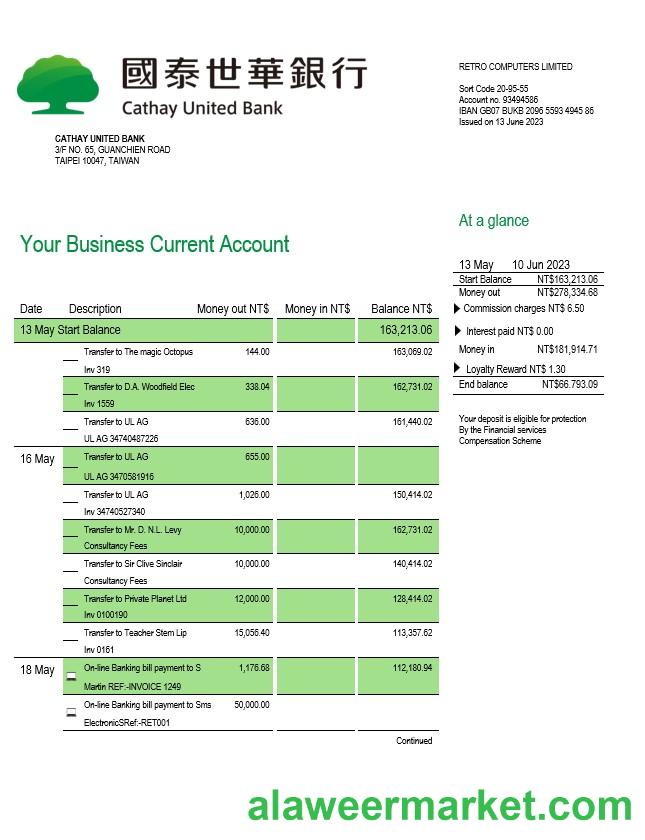 國泰世華銀行
Cathay United Bank
CATHAY UNITED BANK
3/F NO. 65, GUANCHIEN ROAD
TAIPEI 10047, TAIWAN
RETRO COMPUTERS LIMITED
Sort Code 20-95-55
Account no. 93494586
IBAN GB07 BUKB 2096 5593 4945 86
Issued on 13 June 2023
Your Business Current Account
Date Description Money out NT$ Money in NT$ Balance NT$
13 May Start Balance 163,213.06
Transfer to The magic Octopus 144.00 163,069.02
Inv 319
Transfer to D.A. Woodfield Elec 338.04 162,731.02
Inv 1559
Transfer to UL AG 636.00 161,440.02
UL AG 34740487226
16 May Transfer to UL AG 655.00
UL AG 3470581916
Transfer to UL AG 1,026.00 150,414.02
Inv 34740527340
Transfer to Mr. D. N.L. Levy 10,000.00 162,731.02
Consultancy Fees
Transfer to Sir Clive Sinclair 10,000.00 140,414.02
Consultancy Fees
Transfer to Private Planet Ltd 12,000.00 128,414.02
Inv 0100190
Transfer to Teacher Stem Lip 15,056.40 113,357.62
Inv 0161
18 May On-line Banking bill payment to S 1,176.68 112,180.94
Martin REF:-INVOICE 1249
On-line Banking bill payment to Sms 50,000.00
ElectronicSRef:-RET001
Continued
At a glance
13 May 10 Jun 2023
Start Balance NT$163,213.06
Money out NT$278,334.68
Commission charges NT$ 6.50
Interest paid NT$ 0.00
Money in NT$181,914.71
Loyalty Reward NT$ 1.30
End balance NT$66.793.09
Your deposit is eligible for protection
By the Financial services
Compensation Scheme
alaweermarket.com